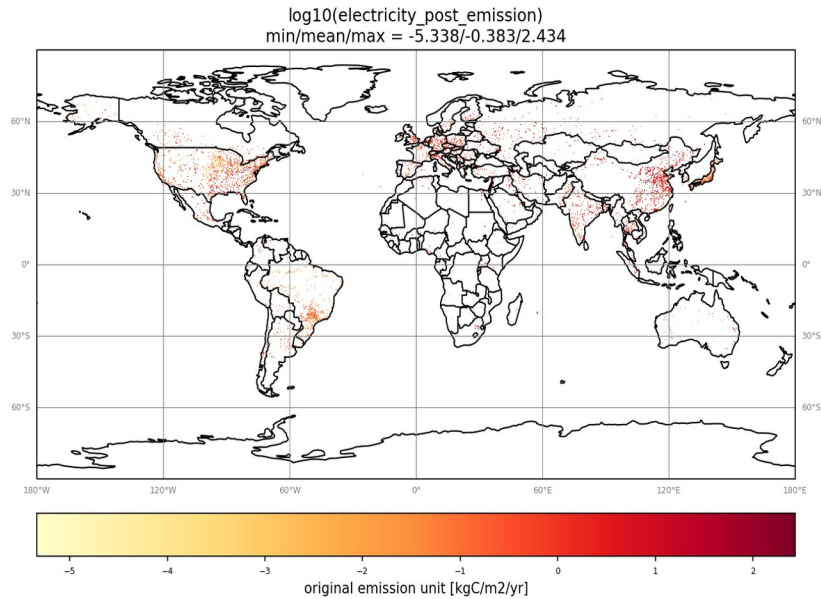 log10(electricity_post_emission)
min/mean/max = -5.338/-0.383/2.434
60°N 60°N
30°N 30°N
0° 0°
30°S 30°S
60°S 60°S
180°W 120°W 60°W 0° 60°E 120°E 180°E
−5 −4 −3 −2 −1 0 1 2
original emission unit [kgC/m2/yr]